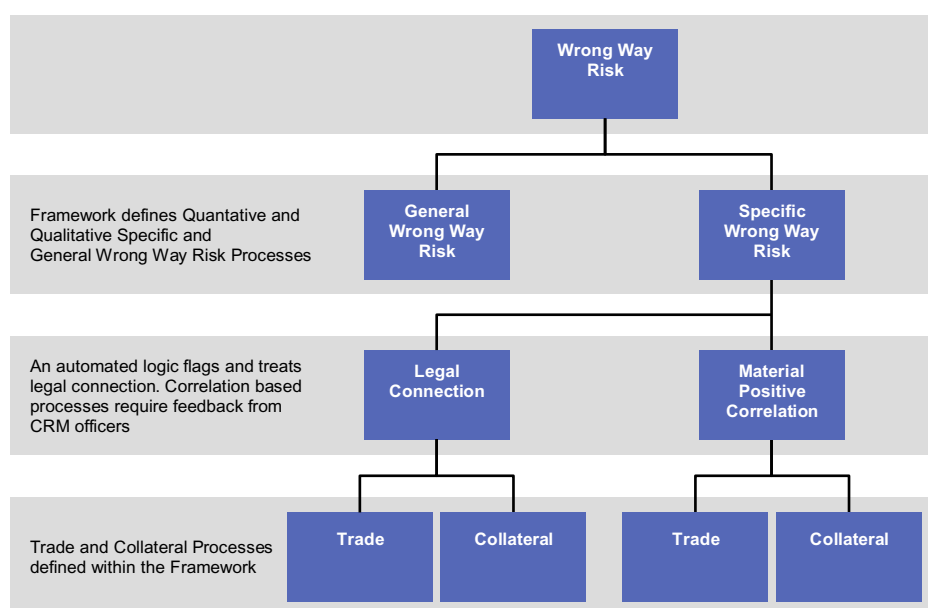 Wrong Way
Risk
Framework defines Quantative and
Qualitative Specific and
General Wrong Way Risk Processes
General
Wrong Way
Risk
Specific
Wrong Way
Risk
An automated logic flags and treats
legal connection. Correlation based
processes require feedback from
CRM officers
Legal
Connection
Material
Positive
Correlation
Trade and Collateral Processes
defined within the Framework
Trade
Collateral
Trade
Collateral